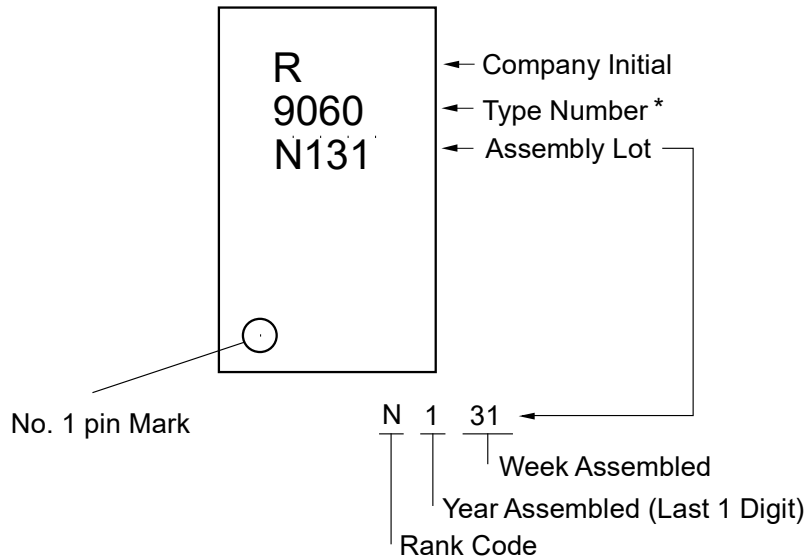 R
9060
N131
Company Initial
Type Number *
Assembly Lot
No. 1 pin Mark
N 1 31
Week Assembled
Year Assembled (Last 1 Digit)
Rank Code